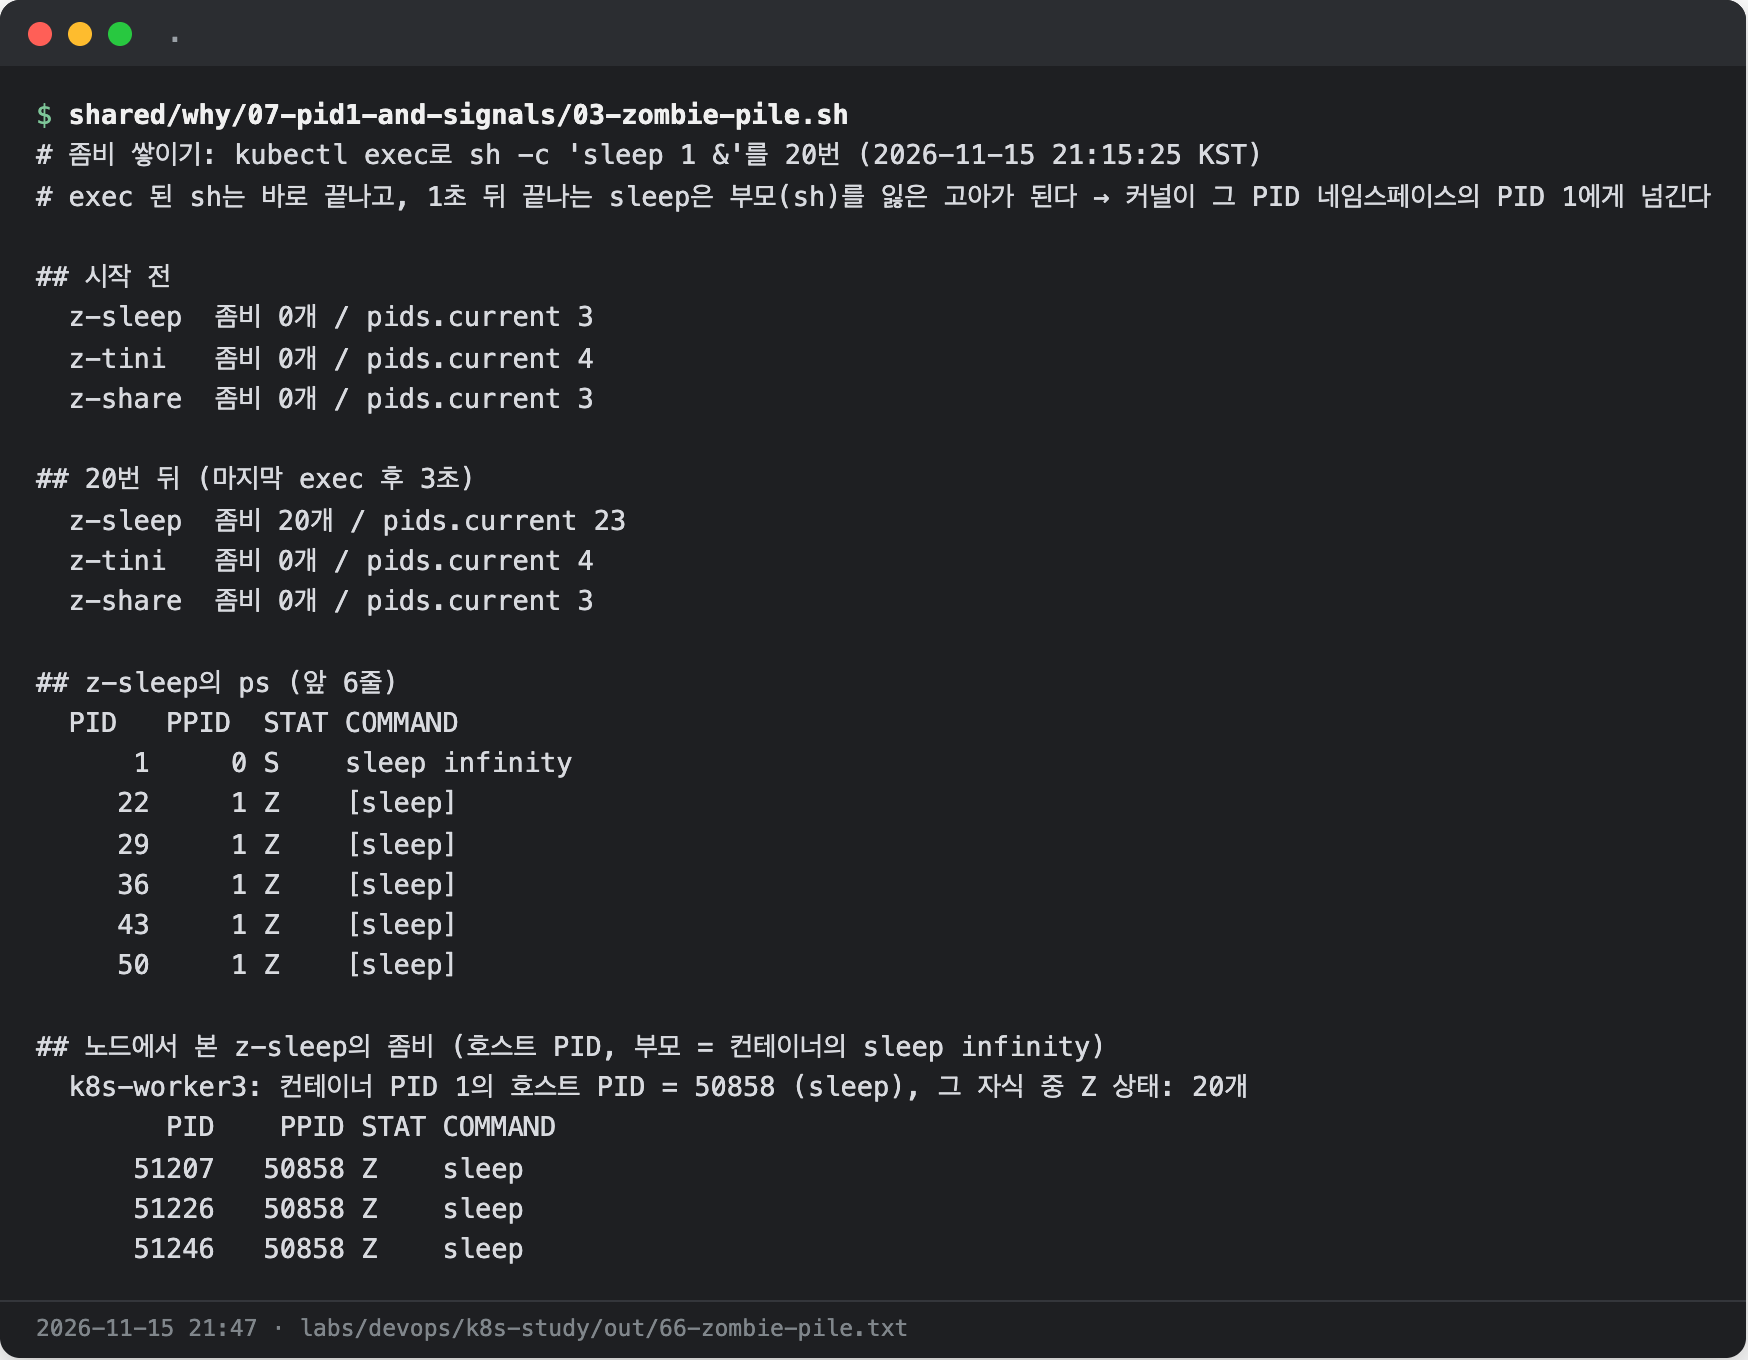 .
$ shared/why/07-pid1-and-signals/03-zombie-pile.sh
# 좀비 쌓이기: kubectl exec로 sh -c 'sleep 1 &'를 20번 (2026-11-15 21:15:25 KST)
# exec 된 sh는 바로 끝나고, 1초 뒤 끝나는 sleep은 부모(sh)를 잃은 고아가 된다 → 커널이 그 PID 네임스페이스의 PID 1에게 넘긴다
## 시작 전
  z-sleep  좀비 0개 / pids.current 3
  z-tini   좀비 0개 / pids.current 4
  z-share  좀비 0개 / pids.current 3
## 20번 뒤 (마지막 exec 후 3초)
  z-sleep  좀비 20개 / pids.current 23
  z-tini   좀비 0개 / pids.current 4
  z-share  좀비 0개 / pids.current 3
## z-sleep의 ps (앞 6줄)
  PID   PPID  STAT COMMAND
      1     0 S    sleep infinity
     22     1 Z    [sleep]
     29     1 Z    [sleep]
     36     1 Z    [sleep]
     43     1 Z    [sleep]
     50     1 Z    [sleep]
## 노드에서 본 z-sleep의 좀비 (호스트 PID, 부모 = 컨테이너의 sleep infinity)
  k8s-worker3: 컨테이너 PID 1의 호스트 PID = 50858 (sleep), 그 자식 중 Z 상태: 20개
        PID    PPID STAT COMMAND
      51207   50858 Z    sleep
      51226   50858 Z    sleep
      51246   50858 Z    sleep
2026-11-15 21:47 · labs/devops/k8s-study/out/66-zombie-pile.txt